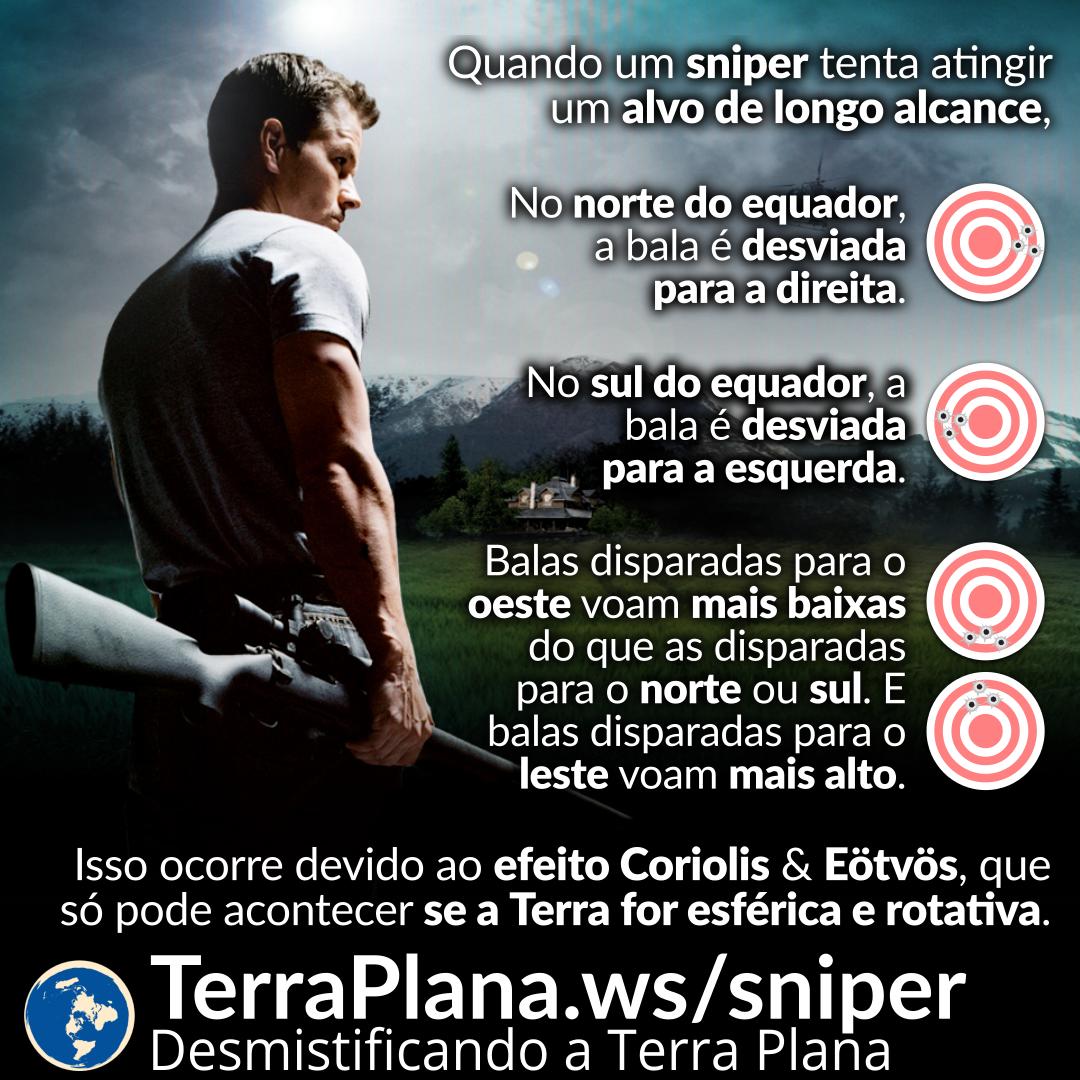 Quando um sniper tenta atingir
um alvo de longo alcance,
No norte do equador,
a bala é desviada
para a direita.
No sul do equador, a
bala é desviada
para a esquerda.
Balas disparadas para o
oeste voam mais baixas
do que as disparadas
para o norte ou sul. E
balas disparadas para o
leste voam mais alto.
Isso ocorre devido ao efeito Coriolis & Eötvös, que
só pode acontecer se a Terra for esférica e rotativa.
TerraPlana.ws/sniper
Desmistificando a Terra Plana